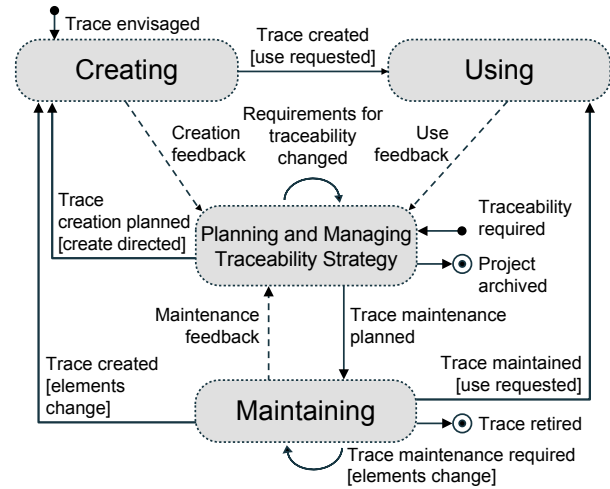 Trace envisaged
Creating
Trace created
[use requested]
Using
Creation
feedback
Requirements for
traceability
changed
Use
feedback
Trace
creation planned
[create directed]
Planning and Managing
Traceability Strategy
Traceability
required
Project
archived
Maintenance
feedback
Trace maintenance
planned
Trace created
[elements
change]
Trace maintained
[use requested]
Maintaining
Trace retired
Trace maintenance required
[elements change]